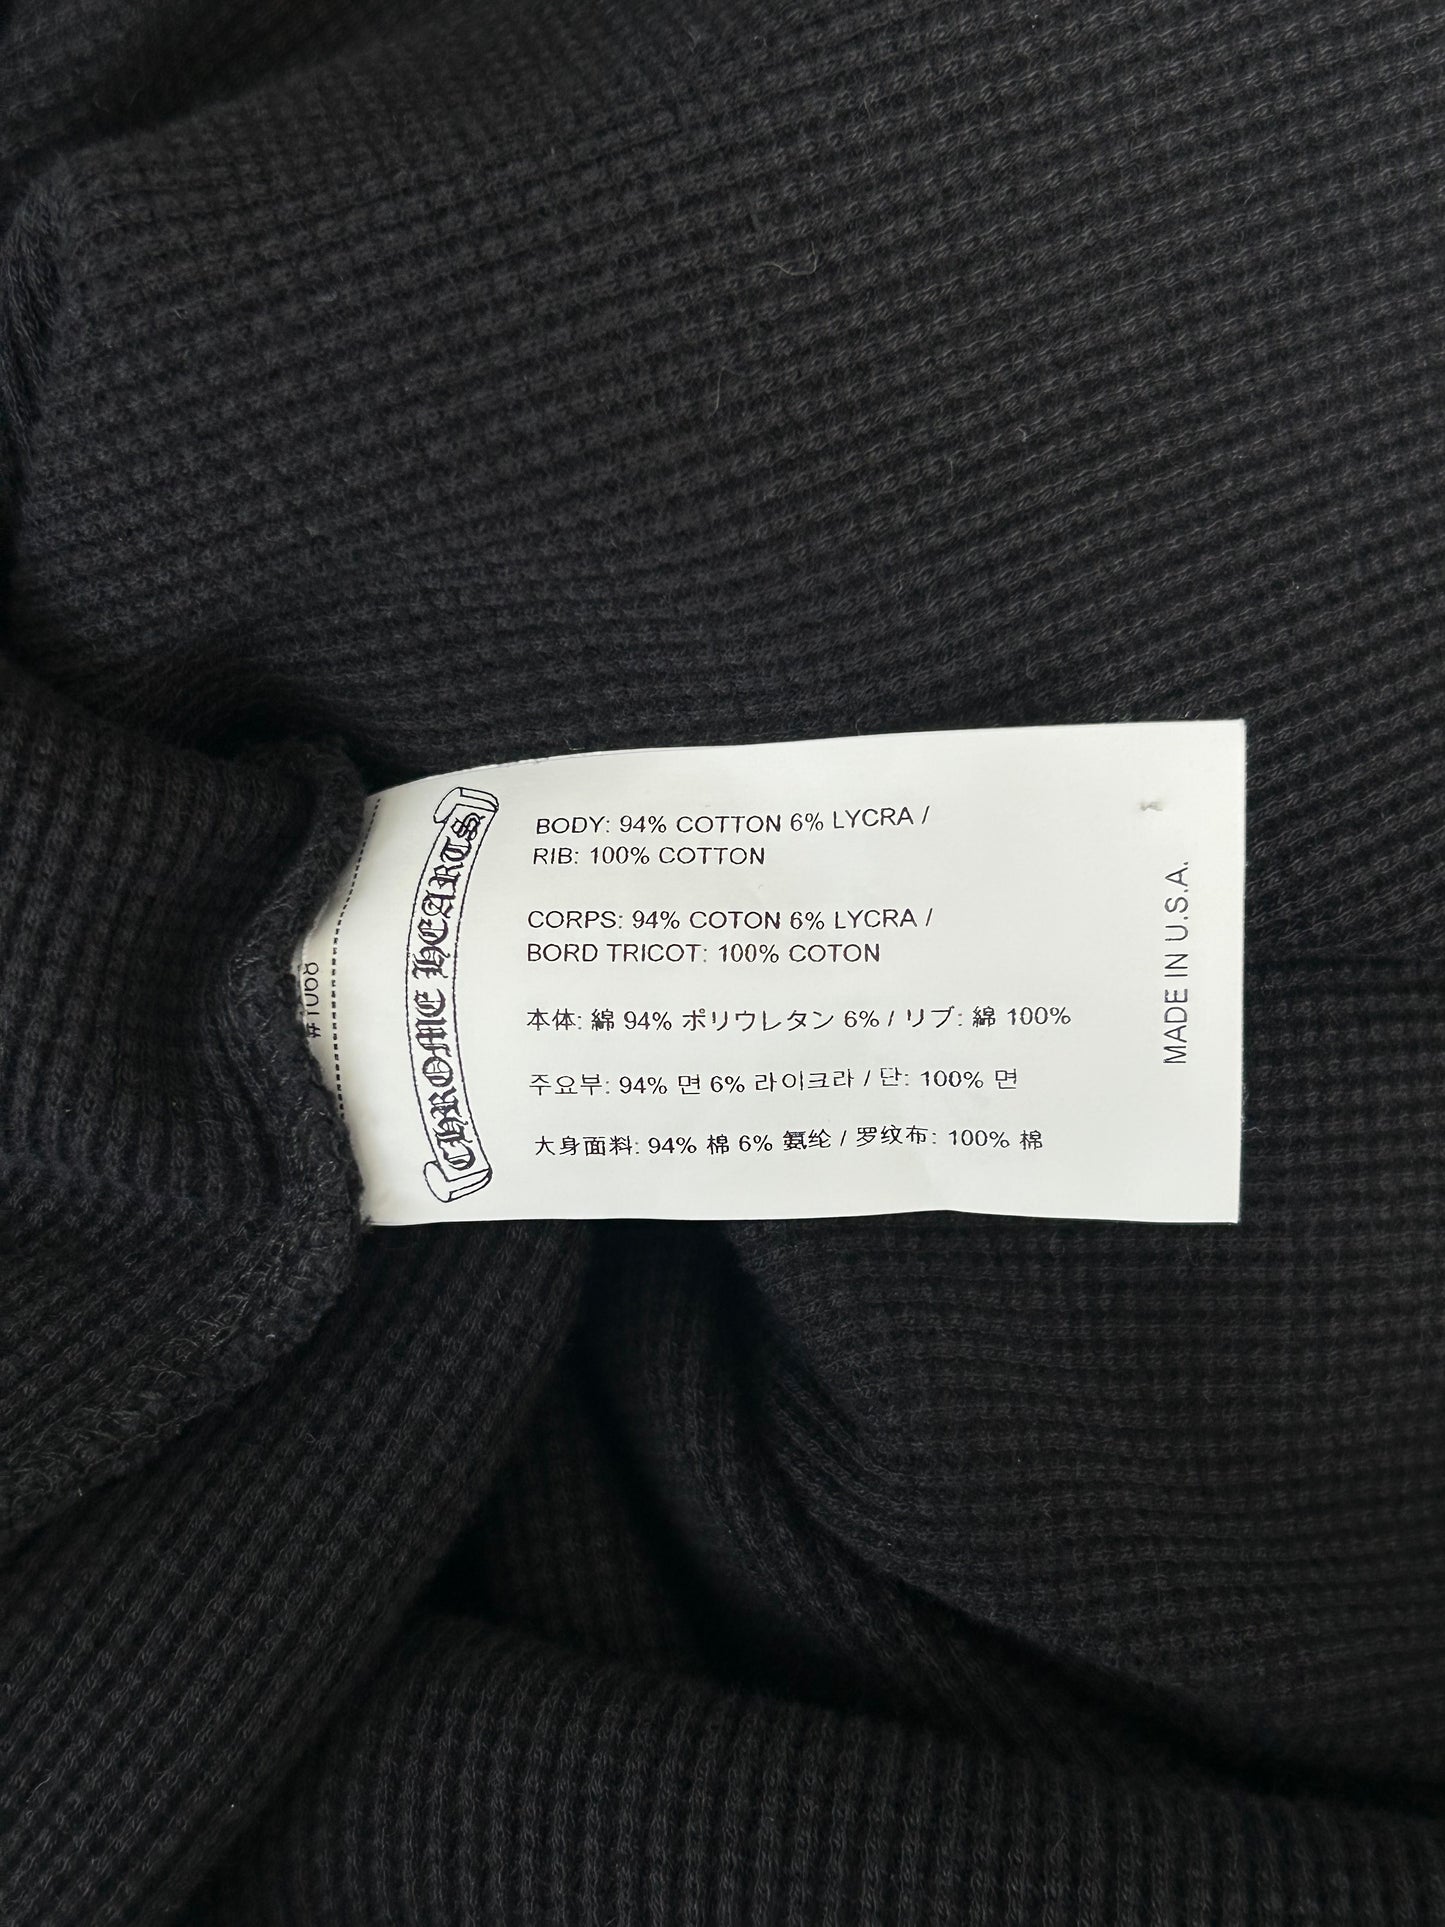 CHROME HEARTS
BODY: 94% COTTON 6% LYCRA /
RIB: 100% COTTON
CORPS: 94% COTON 6% LYCRA /
BORD TRICOT: 100% COTON
本体: 綿 94% ポリウレタン 6% / リブ: 綿 100%
주요부: 94% 면 6% 라이크라 / 단: 100% 면
大身面料: 94% 棉 6% 氨纶 / 罗纹布: 100% 棉
MADE IN U.S.A.